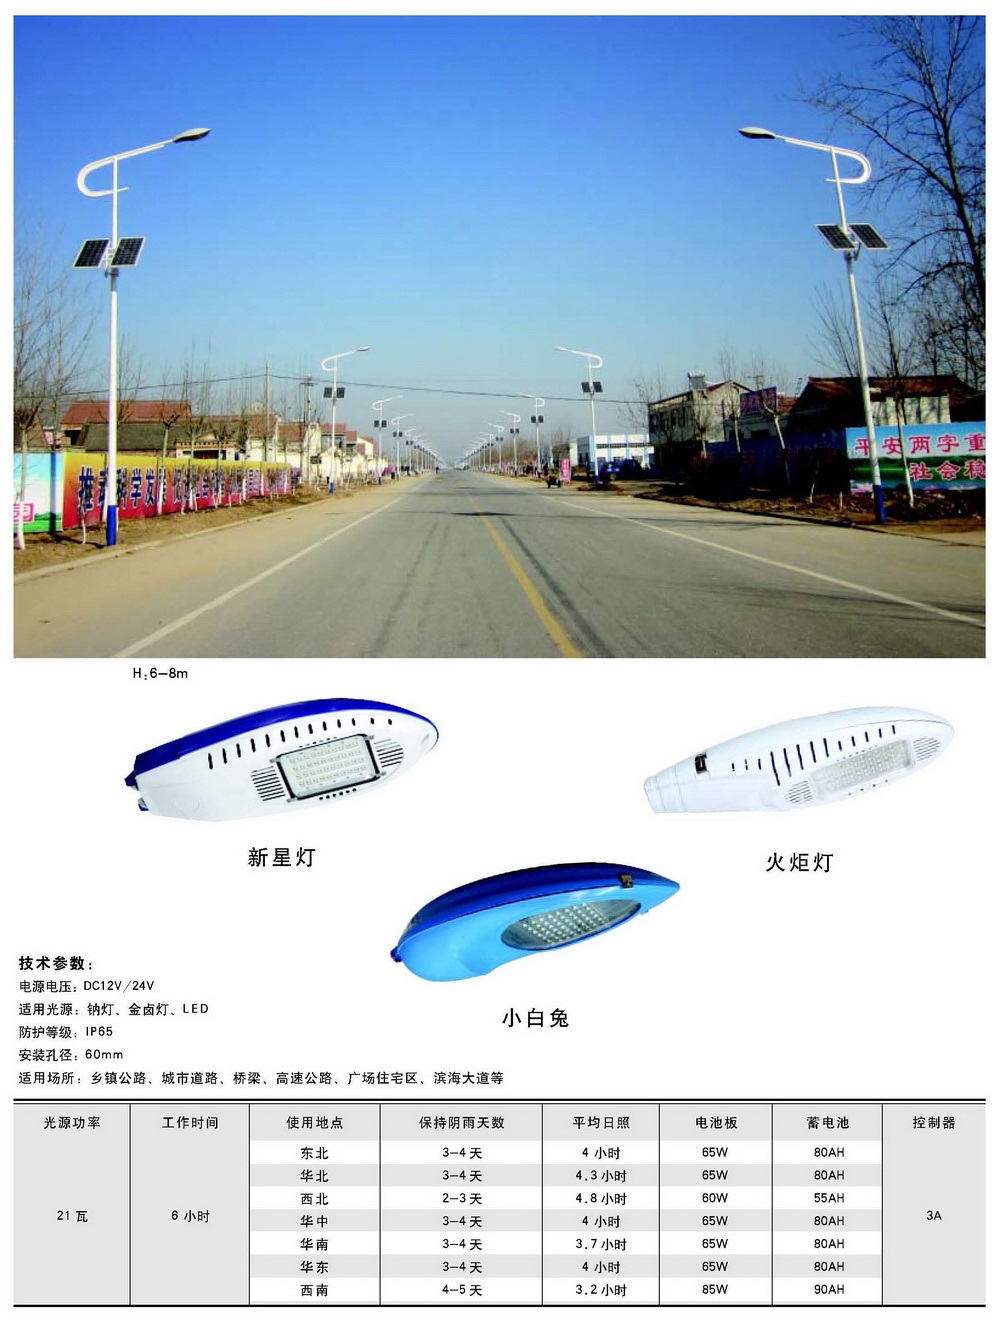 推动科学发展
平安两字重
社会稳
园
H:6-8m
新星灯
火炬灯
小白兔
技术参数:
电源电压: DC12V/24V
适用光源: 钠灯、金卤灯、LED
防护等级: IP65
安装孔径: 60mm
适用场所: 乡镇公路、城市道路、桥梁、高速公路、广场住宅区、滨海大道等
光源功率 工作时间 使用地点 保持阴雨天数 平均日照 电池板 蓄电池 控制器
东北 3-4 天 4 小时 65W 80AH
华北 3-4 天 4.3 小时 65W 80AH
西北 2-3 天 4.8 小时 60W 55AH
21 瓦 6 小时 华中 3-4 天 4 小时 65W 80AH 3A
华南 3-4 天 3.7 小时 65W 80AH
华东 3-4 天 4 小时 65W 80AH
西南 4-5 天 3.2 小时 85W 90AH